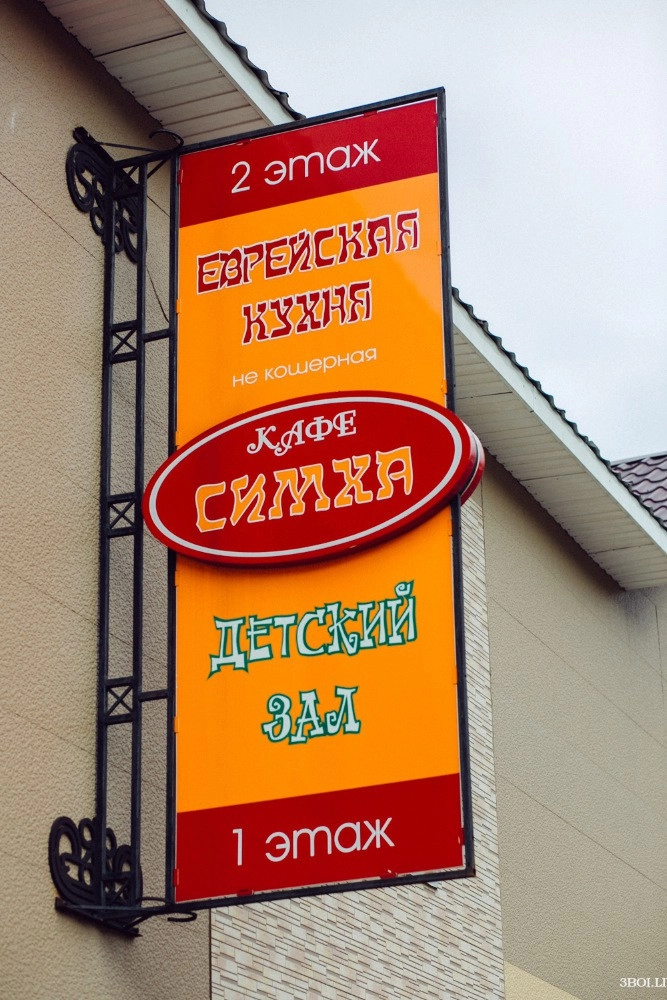 2 этаж
ЕВРЕЙСКАЯ
КУХНЯ
не кошерная
КАФЕ
СИМХА
ДЕТСКИЙ
ЗАЛ
1 этаж